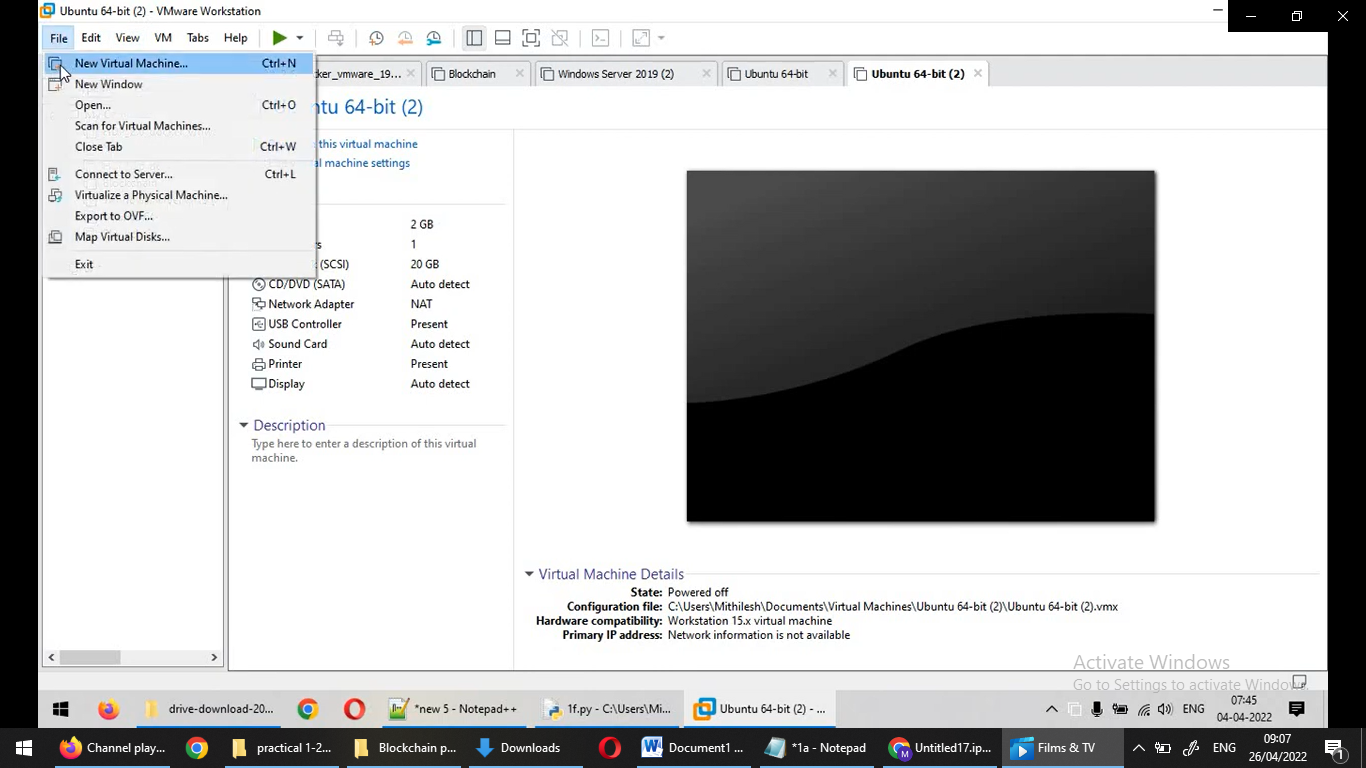 Ubuntu 64-bit (2) - VMware Workstation
File Edit View VM Tabs Help
New Virtual Machine... Ctrl+N
New Window
Open... Ctrl+O
Scan for Virtual Machines...
Close Tab Ctrl+W
Connect to Server... Ctrl+L
Virtualize a Physical Machine...
Export to OVF...
Map Virtual Disks...
Exit
ker_vmware_19... Blockchain Windows Server 2019 (2) Ubuntu 64-bit Ubuntu 64-bit (2)
ntu 64-bit (2)
this virtual machine
al machine settings
2 GB
rs 1
(SCSI) 20 GB
CD/DVD (SATA) Auto detect
Network Adapter NAT
USB Controller Present
Sound Card Auto detect
Printer Present
Display Auto detect
Description
Type here to enter a description of this virtual
machine.
Virtual Machine Details
State: Powered off
Configuration file: C:\Users\Mithilesh\Documents\Virtual Machines\Ubuntu 64-bit (2)\Ubuntu 64-bit (2).vmx
Hardware compatibility: Workstation 15.x virtual machine
Primary IP address: Network information is not available
Activate Windows
Go to Settings to activate Windows.
drive-download-20... *new 5 - Notepad++ 1f.py - C:\Users\Mi... Ubuntu 64-bit (2) - ... ENG 07:45
04-04-2022
Channel play... practical 1-2... Blockchain p... Downloads Document1 ... *1a - Notepad Untitled17.ip... Films & TV ENG 09:07
26/04/2022 1